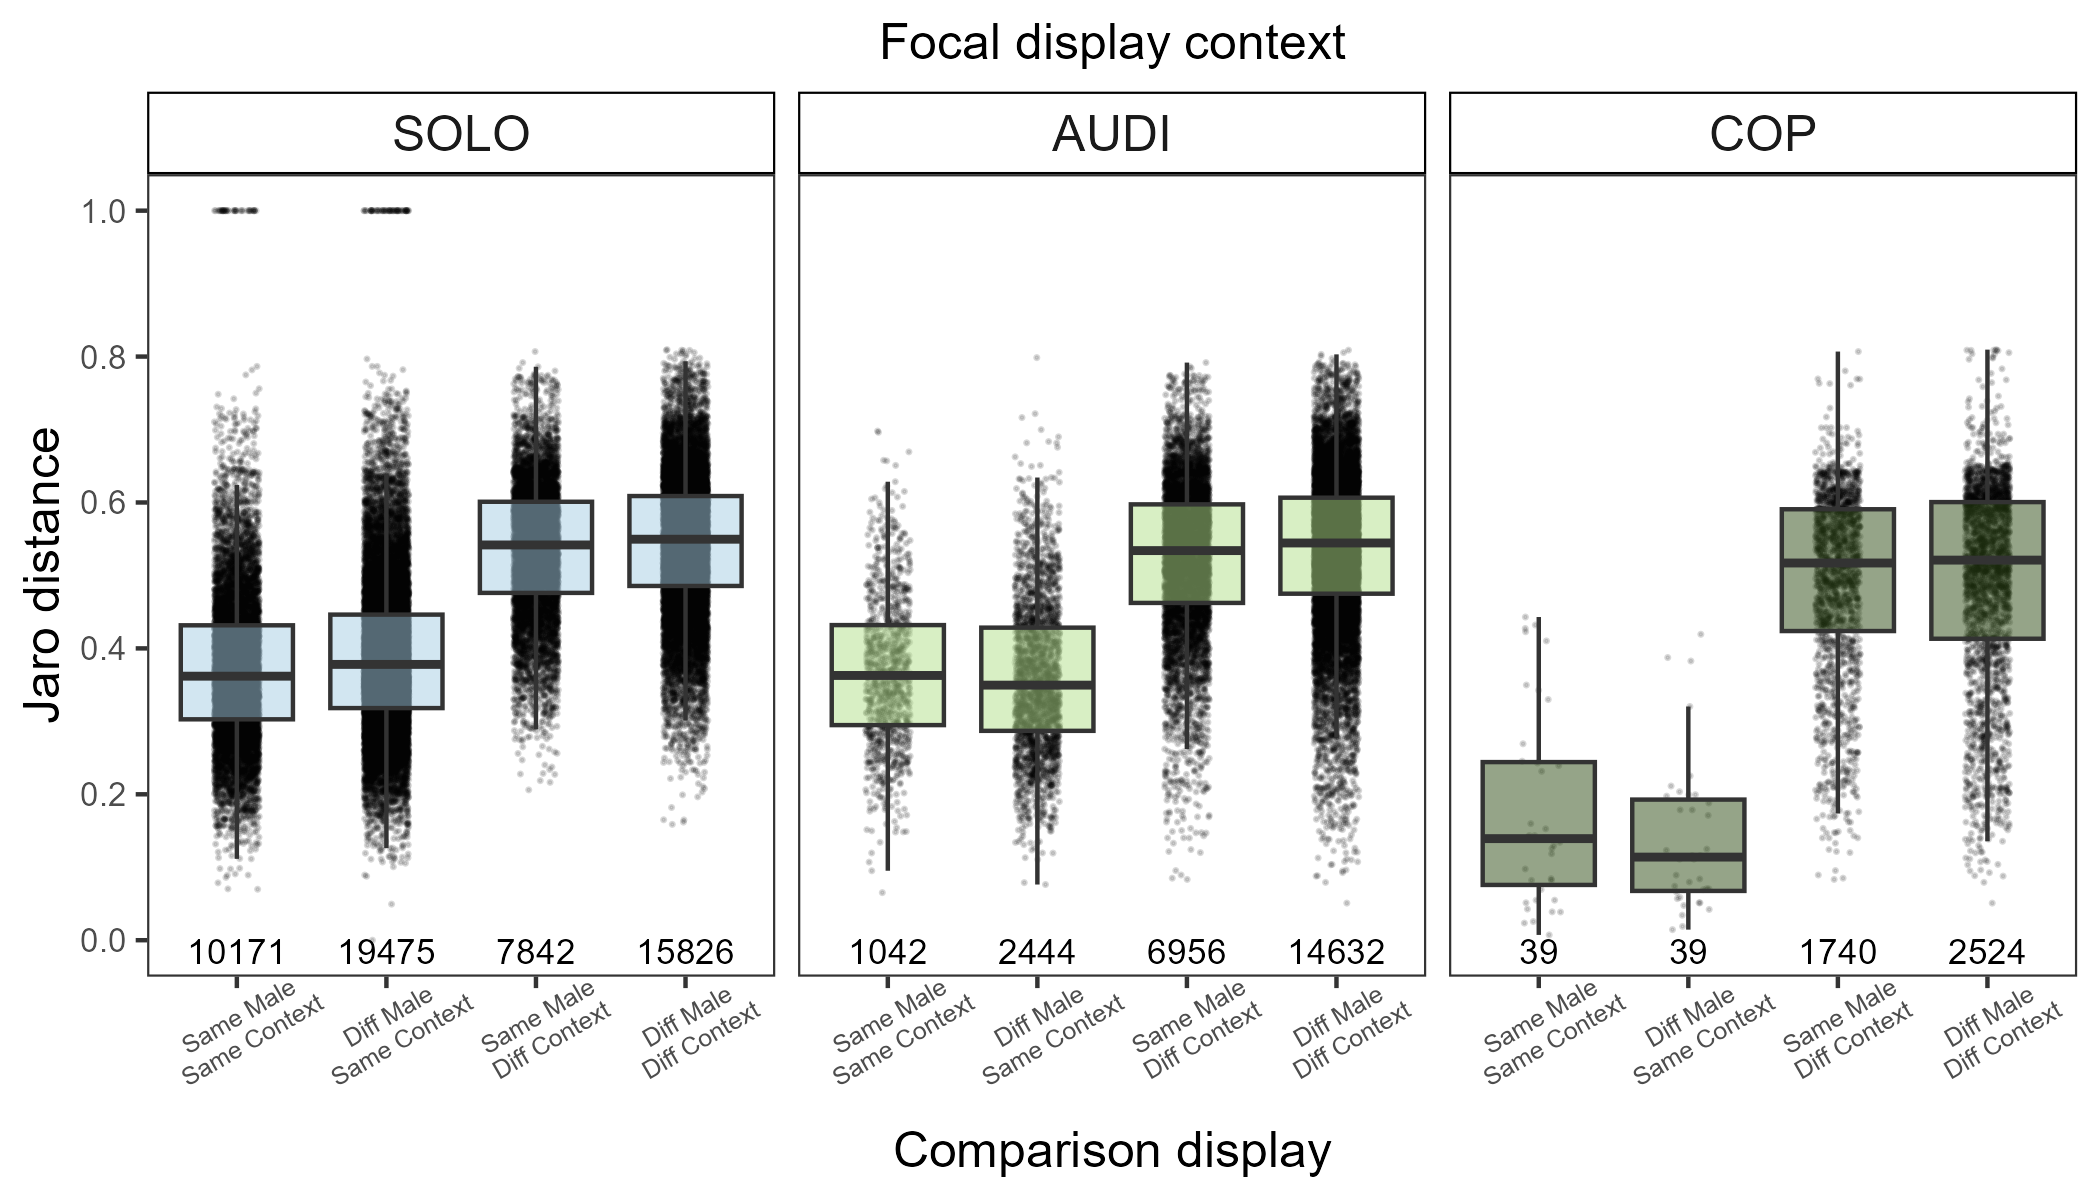 Focal display context
SOLO
AUDI
COP
Jaro distance
1.0
0.8
0.6
0.4
0.2
0.0
10171
19475
7842
15826
1042
2444
6956
14632
39
39
1740
2524
Same Male
Same Context
Diff Male
Same Context
Same Male
Diff Context
Diff Male
Diff Context
Same Male
Same Context
Diff Male
Same Context
Same Male
Diff Context
Diff Male
Diff Context
Same Male
Same Context
Diff Male
Same Context
Same Male
Diff Context
Diff Male
Diff Context
Comparison display